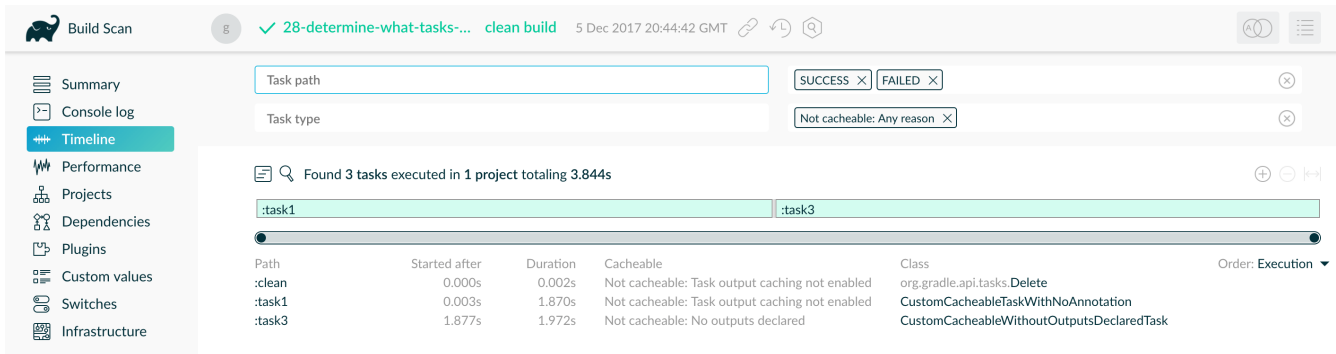 Build Scan g 28-determine-what-tasks-... clean build 5 Dec 2017 20:44:42 GMT
Summary
Console log
Timeline
Performance
Projects
Dependencies
Plugins
Custom values
Switches
Infrastructure
Task path SUCCESS FAILED
Task type Not cacheable: Any reason
Found 3 tasks executed in 1 project totaling 3.844s
:task1 :task3
Path Started after Duration Cacheable Class Order: Execution
:clean 0.000s 0.002s Not cacheable: Task output caching not enabled org.gradle.api.tasks.Delete
:task1 0.003s 1.870s Not cacheable: Task output caching not enabled CustomCacheableTaskWithNoAnnotation
:task3 1.877s 1.972s Not cacheable: No outputs declared CustomCacheableWithoutOutputsDeclaredTask